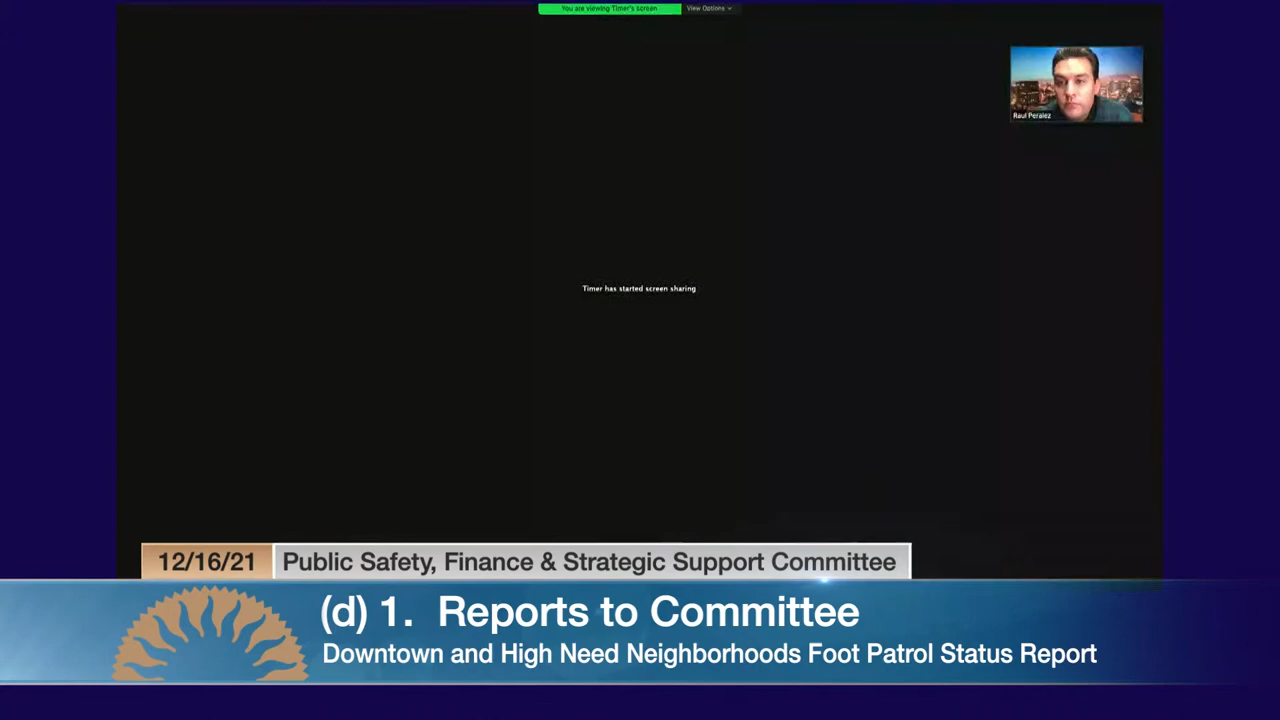 You are viewing Timer's screen
View Options
Raul Peralez
Timer has started screen sharing
12/16/21
Public Safety, Finance & Strategic Support Committee
(d) 1. Reports to Committee
Downtown and High Need Neighborhoods Foot Patrol Status Report